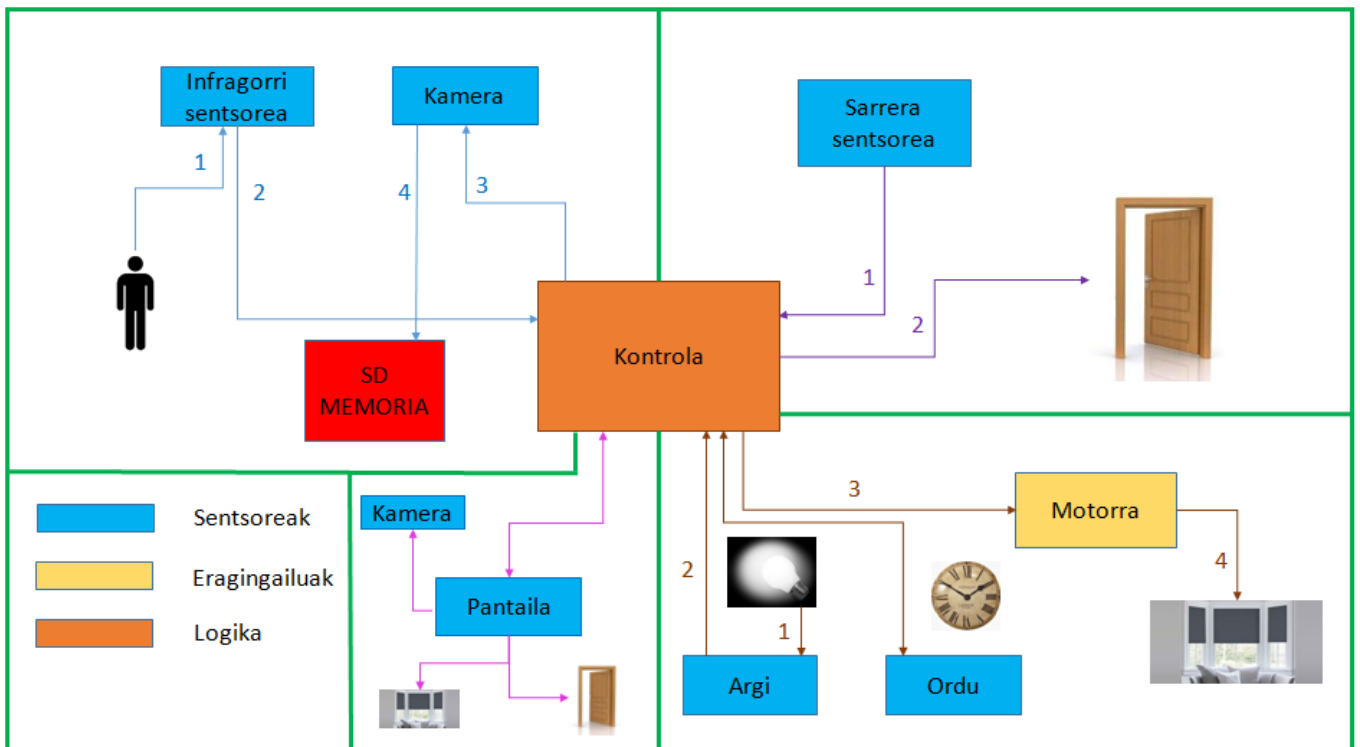 Infragorri
sentsorea
Kamera
Sarrera
sentsorea
1
2
4
3
1
2
Kontrola
SD
MEMORIA
Sentsoreak
Eragingailuak
Logika
Kamera
Pantaila
3
Motorra
2
4
1
Argi
Ordu